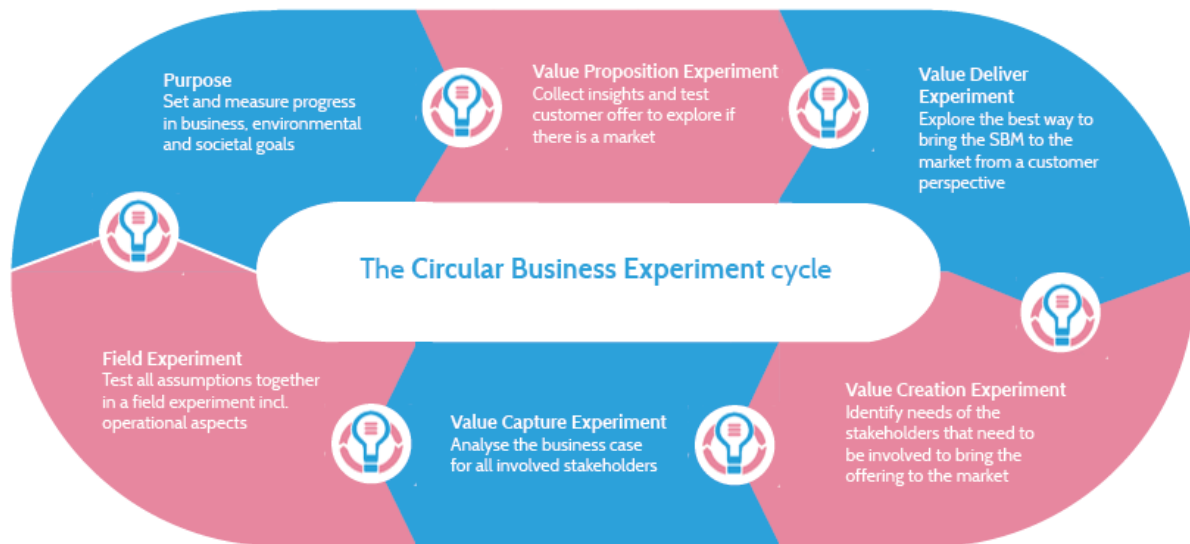 Purpose
Set and measure progress
in business, environmental
and societal goals
Value Proposition Experiment
Collect insights and test
customer offer to explore if
there is a market
Value Deliver
Experiment
Explore the best way to
bring the SBM to the
market from a customer
perspective
The Circular Business Experiment cycle
Field Experiment
Test all assumptions together
in a field experiment incl.
operational aspects
Value Capture Experiment
Analyse the business case
for all involved stakeholders
Value Creation Experiment
Identify needs of the
stakeholders that need to
be involved to bring the
offering to the market